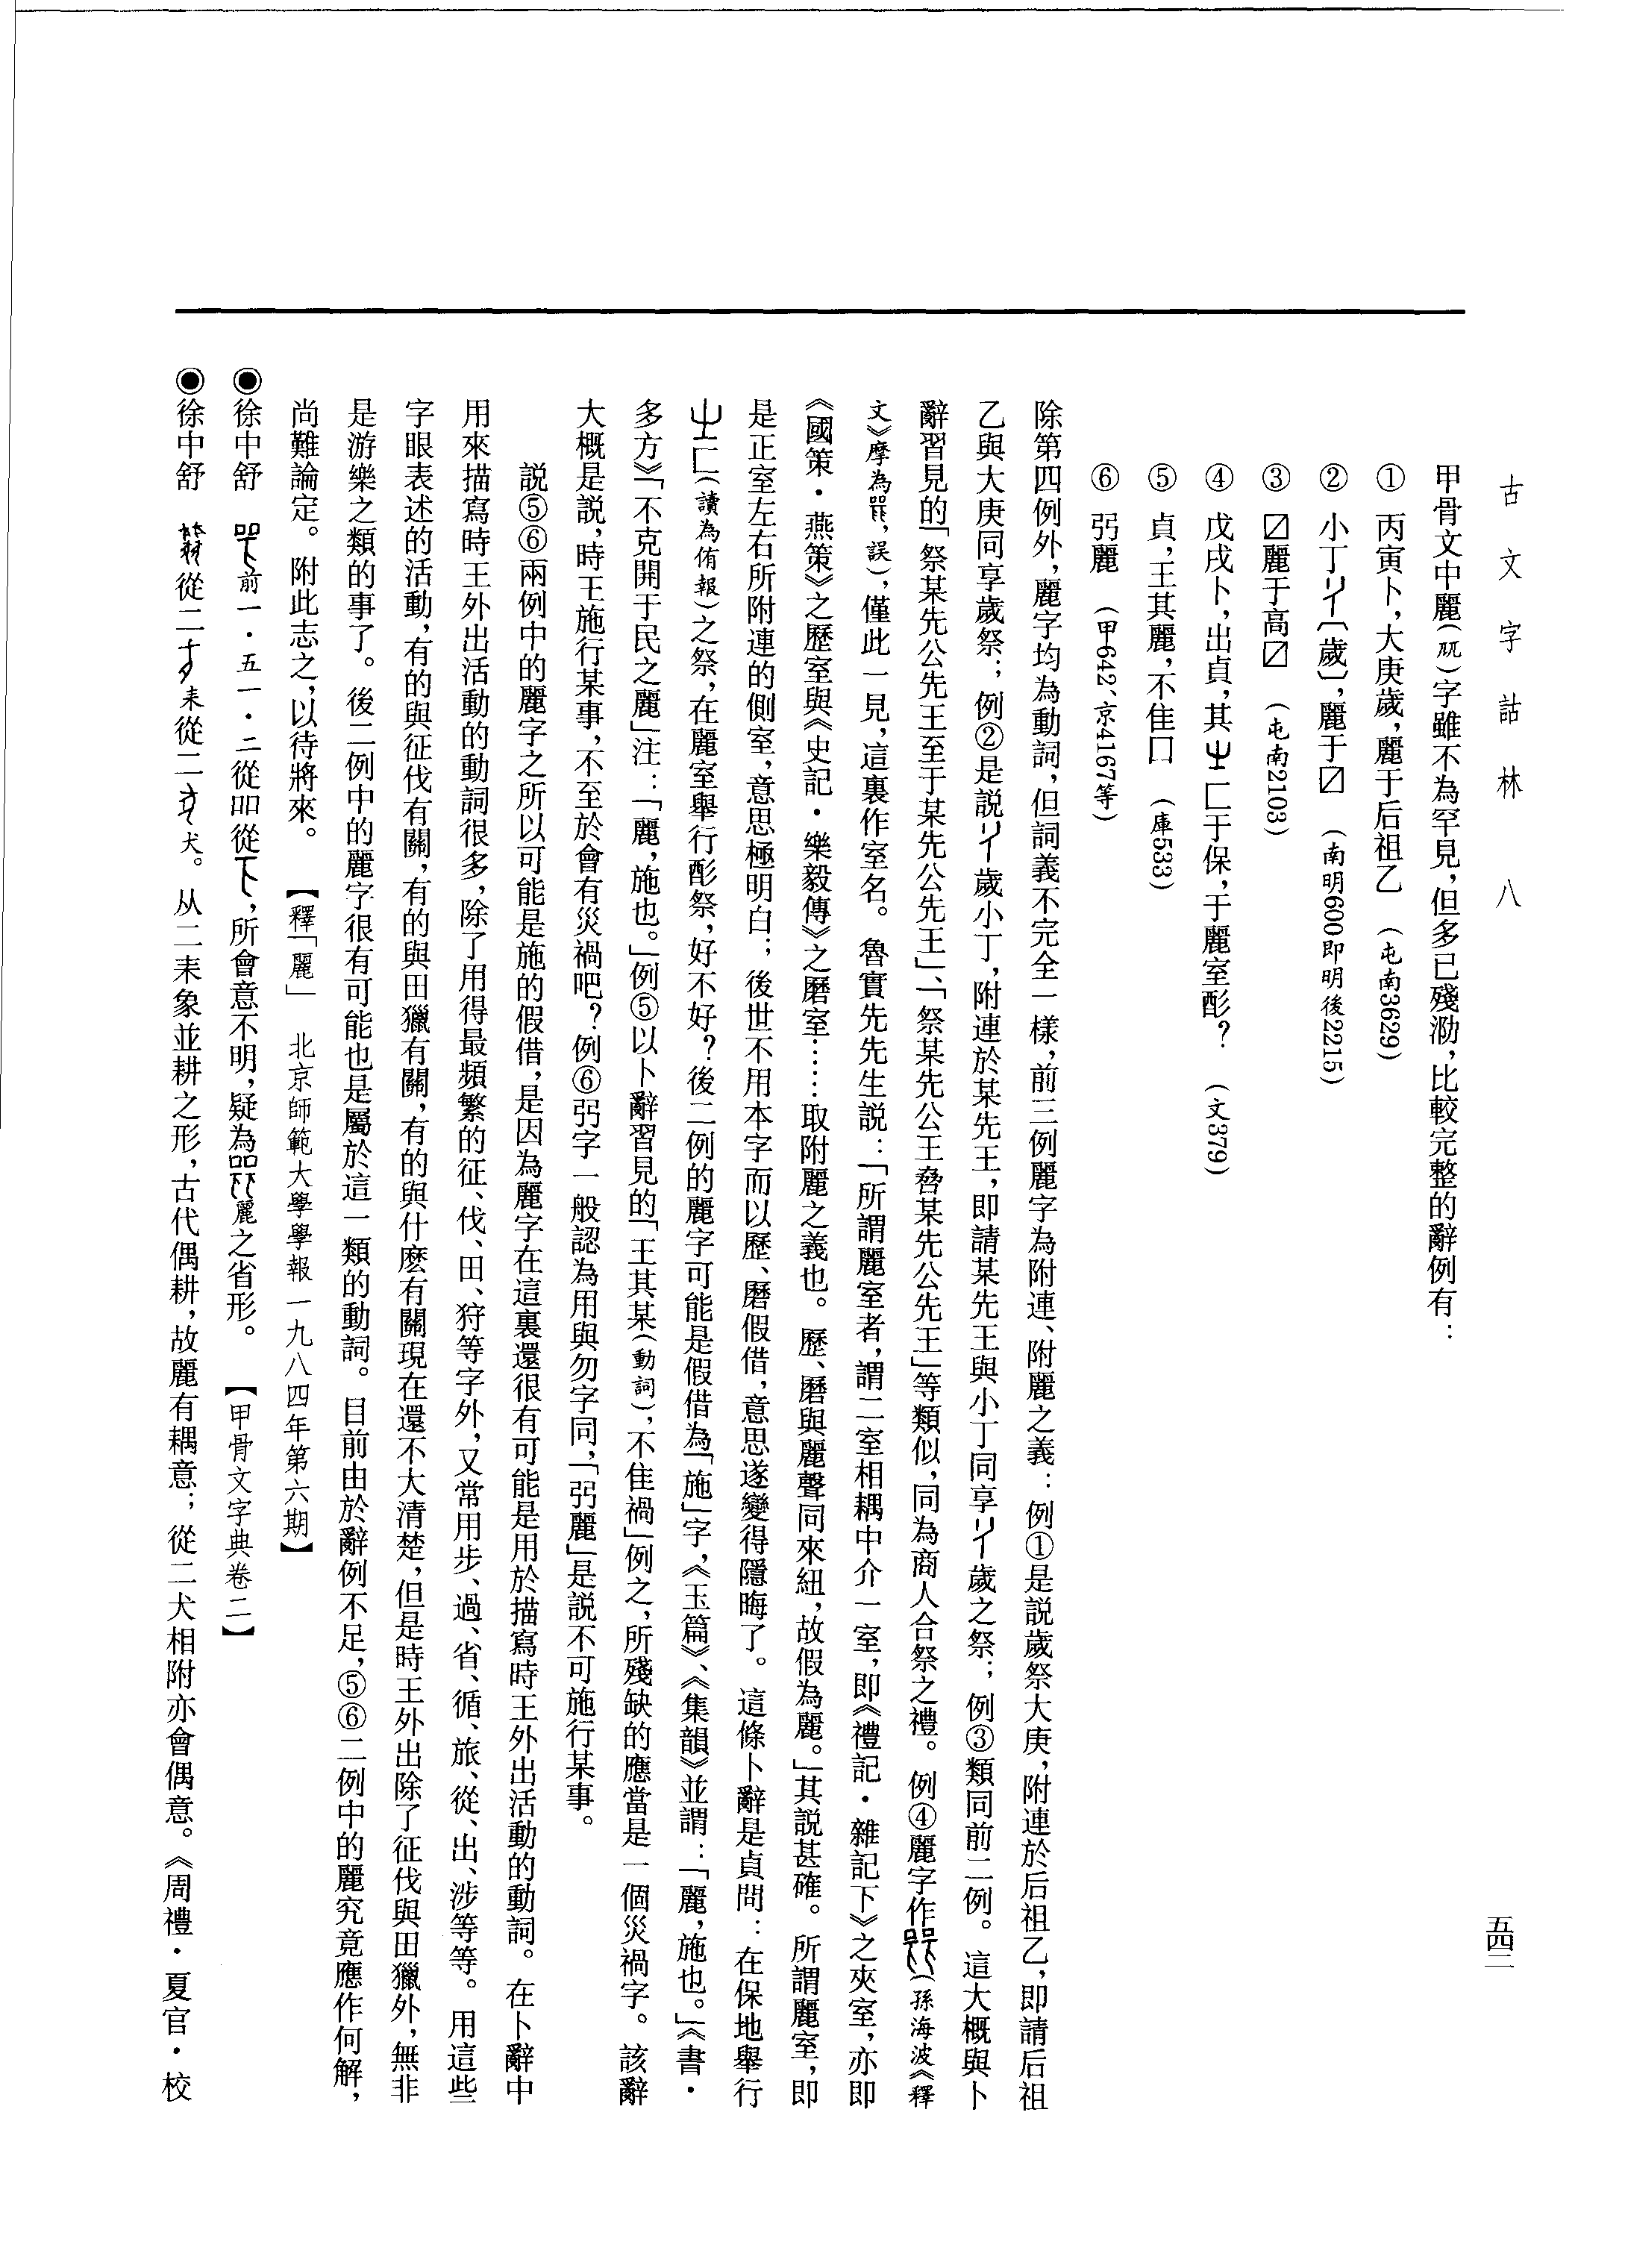 古文字詁林 八
五四二
甲骨文中麗()字雖不為罕見，但多已殘泐，比較完整的辭例有：
① 丙寅卜，大庚歲，麗于后祖乙 (屯南3629)
② 小丁〔歲〕，麗于☑ (南明600即明後2215)
③ ☑麗于高☑ (屯南2103)
④ 戊戌卜，出貞，其㞢匚于保，于麗室酌？ (文379)
⑤ 貞，王其麗，不隹囗 (庫533)
⑥ 弜麗 (甲642、京4167等)
除第四例外，麗字均為動詞，但詞義不完全一樣，前三例麗字為附連、附麗之義：例①是説歲祭大庚，附連於后祖乙，即請后祖
乙與大庚同享歲祭；例②是説歲小丁，附連於某先王，即請某先王與小丁同享歲之祭；例③類同前二例。這大概與卜
辭習見的「祭某先公先王至于某先公先王」、「祭某先公王眔某先公先王」等類似，同為商人合祭之禮。例④麗字作(孫海波《釋
文》摩為，誤)，僅此一見，這裏作室名。魯實先先生説：「所謂麗室者，謂二室相耦中介一室，即《禮記·雜記下》之夾室，亦即
《國策·燕策》之歷室與《史記·樂毅傳》之磨室……取附麗之義也。歷、磨與麗聲同來紐，故假為麗。」其説甚確。所謂麗室，即
是正室左右所附連的側室，意思極明白；後世不用本字而以歷、磨假借，意思遂變得隱晦了。這條卜辭是貞問：在保地舉行
㞢匚(讀為侑報)之祭，在麗室舉行酌祭，好不好？後二例的麗字可能是假借為「施」字，《玉篇》、《集韻》並謂：「麗，施也。」《書·
多方》「不克開于民之麗」注：「麗，施也。」例⑤以卜辭習見的「王其某(動詞)，不隹禍」例之，所殘缺的應當是一個災禍字。該辭
大概是説，時王施行某事，不至於會有災禍吧？例⑥弜字一般認為用與勿字同，「弜麗」是説不可施行某事。
說⑤⑥兩例中的麗字之所以可能是施的假借，是因為麗字在這裏還很有可能是用於描寫時王外出活動的動詞。在卜辭中
用來描寫時王外出活動的動詞很多，除了用得最頻繁的征、伐、田、狩等字外，又常用步、過、省、循、旅、從、出、涉等等。用這些
字眼表述的活動，有的與征伐有關，有的與田獵有關，有的與什麽有關現在還不大清楚，但是時王外出除了征伐與田獵外，無非
是游樂之類的事了。後二例中的麗字很有可能也是屬於這一類的動詞。目前由於辭例不足，⑤⑥二例中的麗究竟應作何解，
尚難論定。附此志之，以待將來。 【釋「麗」 北京師範大學學報一九八四年第六期】
◉徐中舒 前一·五一·二從吅從，所會意不明，疑為麗之省形。 【甲骨文字典卷二】
◉徐中舒 從二耒從二犬。从二耒象並耕之形，古代偶耕，故麗有耦意；從二犬相附亦會偶意。《周禮·夏官·校